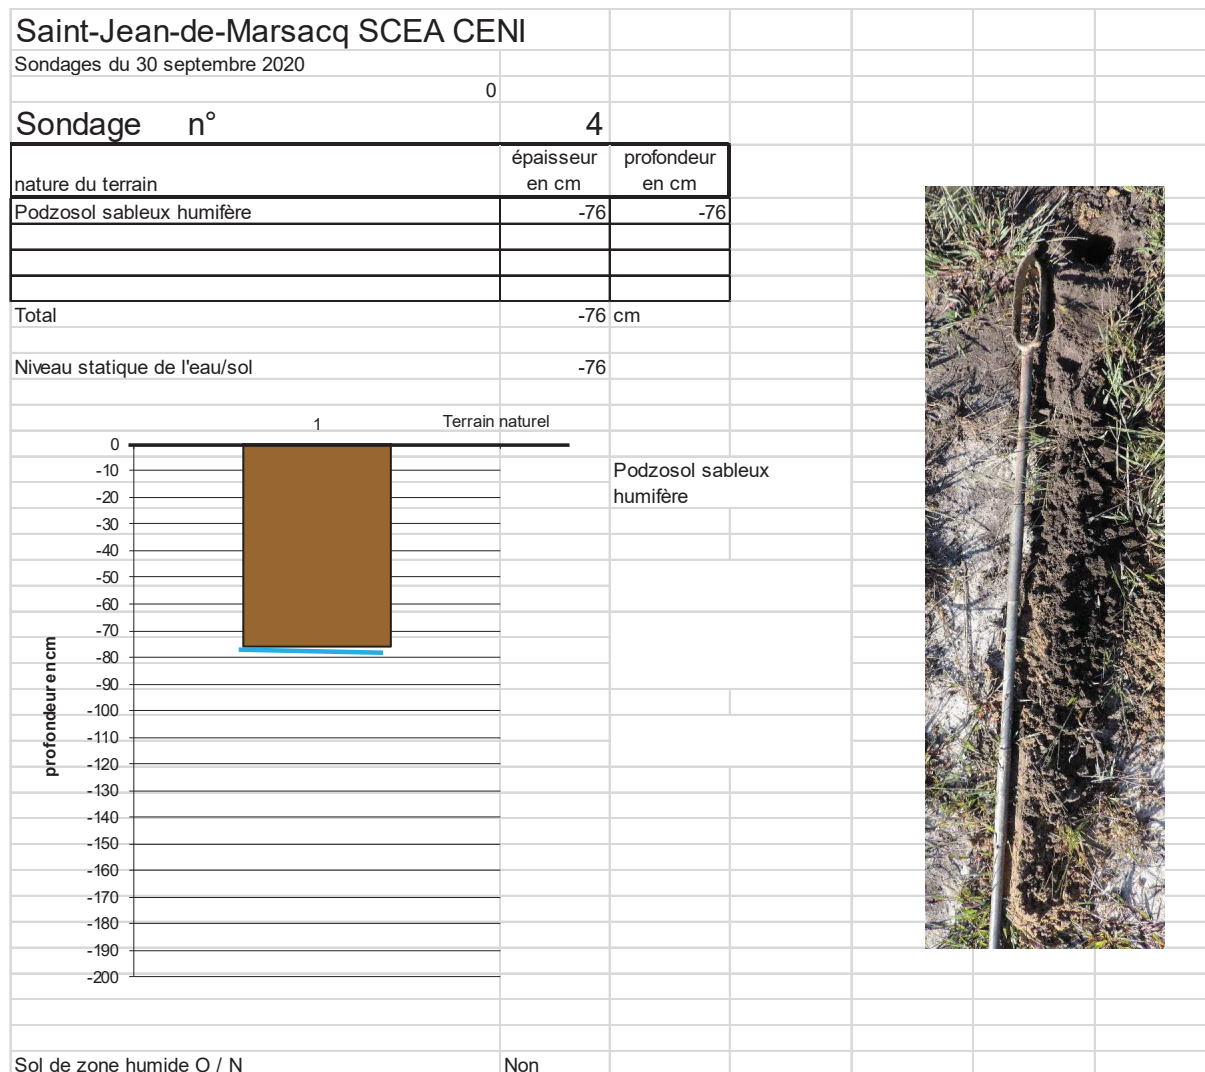 Saint-Jean-de-Marsacq SCEA CENI
Sondages du 30 septembre 2020
0
Sondage n° 4
nature du terrain épaisseur en cm profondeur en cm
Podzosol sableux humifère -76 -76
Total -76 cm
Niveau statique de l'eau/sol -76
1 Terrain naturel
0
-10
-20
-30
-40
-50
-60
-70
-80
-90
-100
-110
-120
-130
-140
-150
-160
-170
-180
-190
-200
profondeur en cm
Podzosol sableux
humifère
Sol de zone humide O / N Non